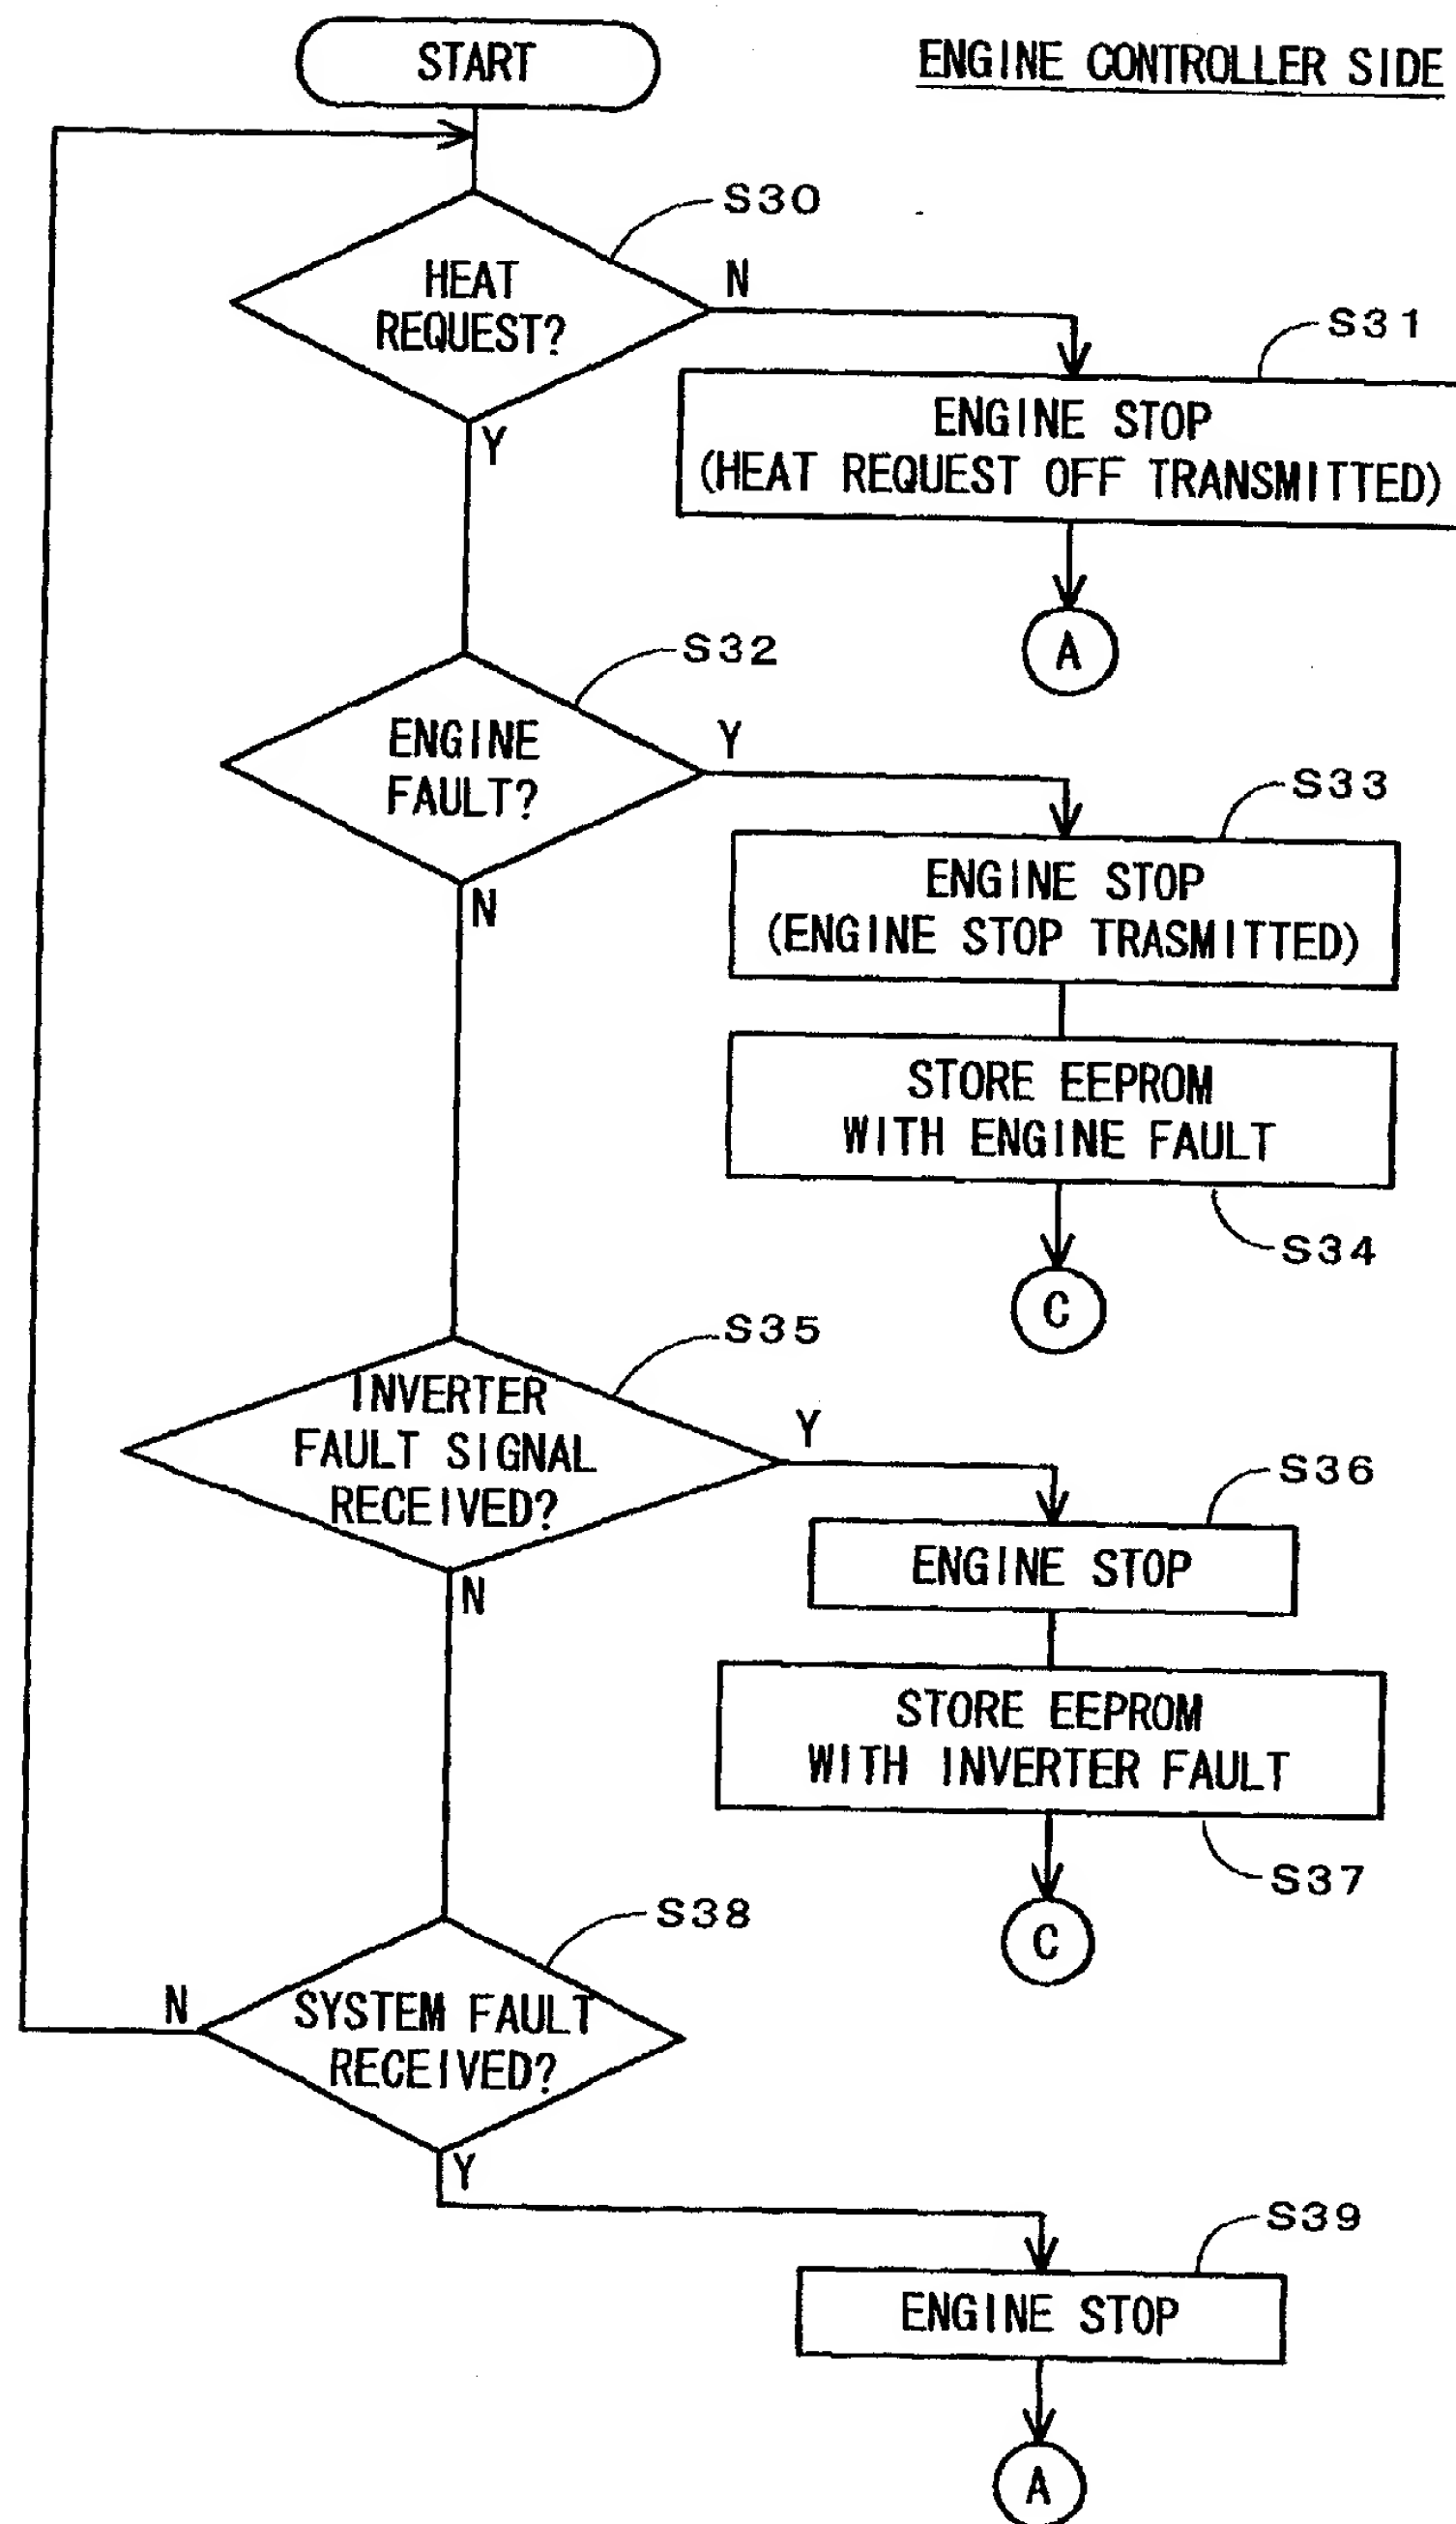 START
ENGINE CONTROLLER SIDE
S30
HEAT
REQUEST?
N
Y
S31
ENGINE STOP
(HEAT REQUEST OFF TRANSMITTED)
A
S32
ENGINE
FAULT?
Y
N
S33
ENGINE STOP
(ENGINE STOP TRASMITTED)
STORE EEPROM
WITH ENGINE FAULT
S34
C
S35
INVERTER
FAULT SIGNAL
RECEIVED?
Y
N
S36
ENGINE STOP
STORE EEPROM
WITH INVERTER FAULT
S37
C
S38
SYSTEM FAULT
RECEIVED?
N
Y
S39
ENGINE STOP
A